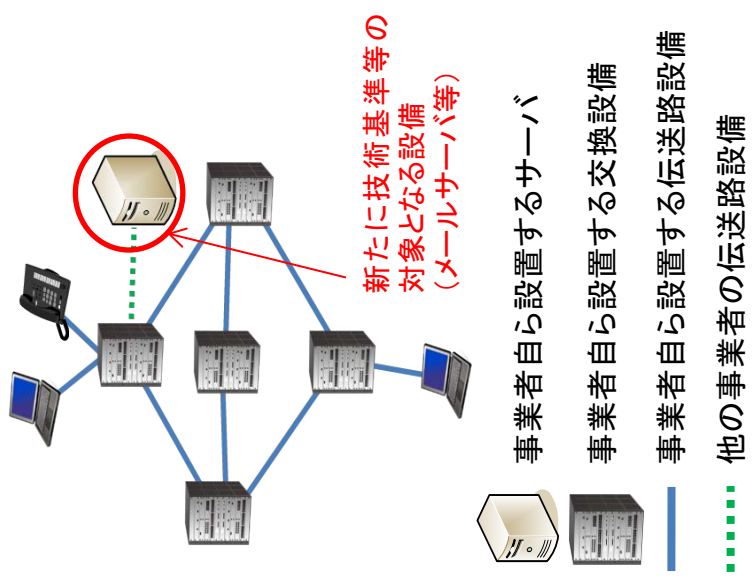 新たに技術基準等の
対象となる設備
（メールサーバ等）
事業者自ら設置するサーバ
事業者自ら設置する交換設備
事業者自ら設置する伝送路設備
他の事業者の伝送路設備